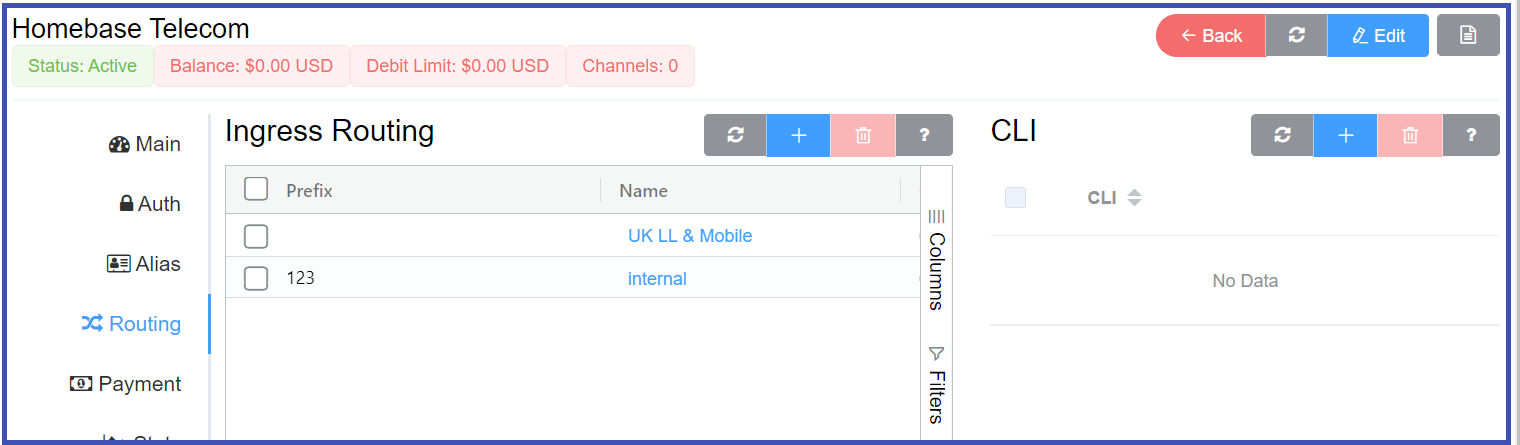 Homebase Telecom
Back
Edit
Status: Active
Balance: $0.00 USD
Debit Limit: $0.00 USD
Channels: 0
Main
Auth
Alias
Routing
Payment
Ingress Routing
?
Prefix
Name
UK LL & Mobile
123
internal
Columns
Filters
CLI
?
CLI
No Data